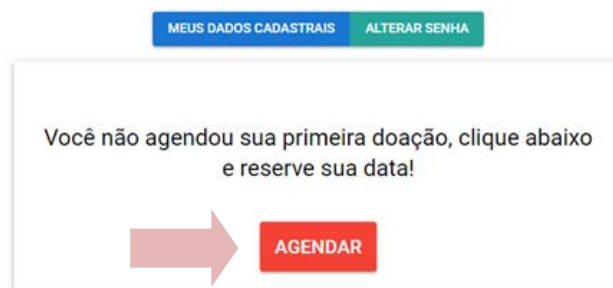 MEUS DADOS CADASTRAIS ALTERAR SENHA
Você não agendou sua primeira doação, clique abaixo
e reserve sua data!
AGENDAR